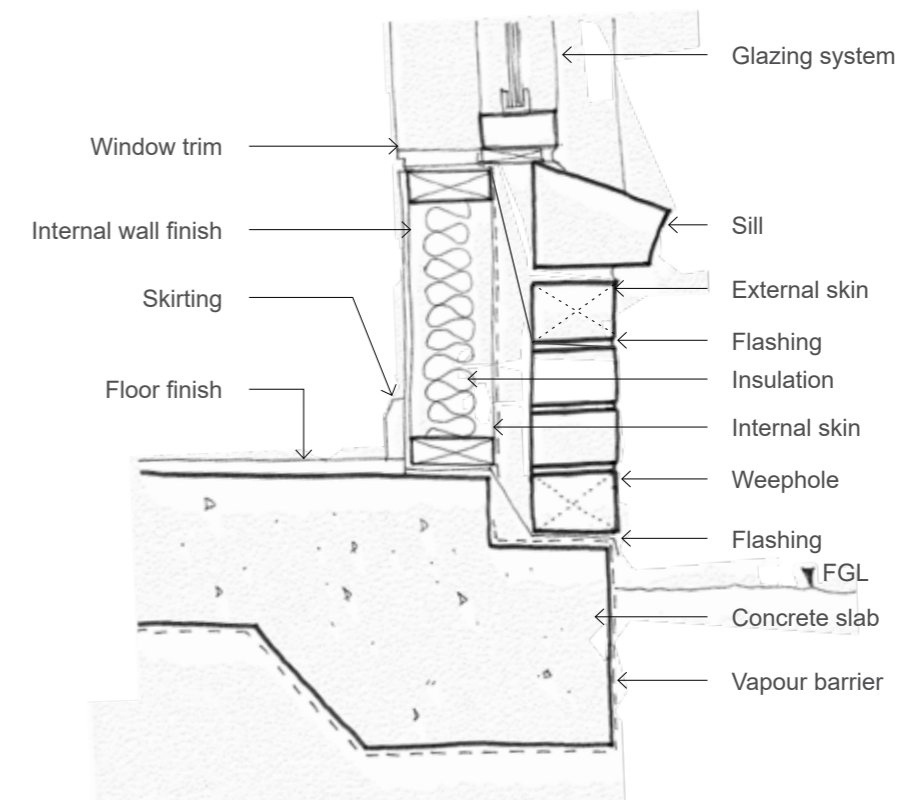 Glazing system
Window trim
Sill
Internal wall finish
External skin
Skirting
Flashing
Insulation
Floor finish
Internal skin
Weephole
Flashing
FGL
Concrete slab
Vapour barrier